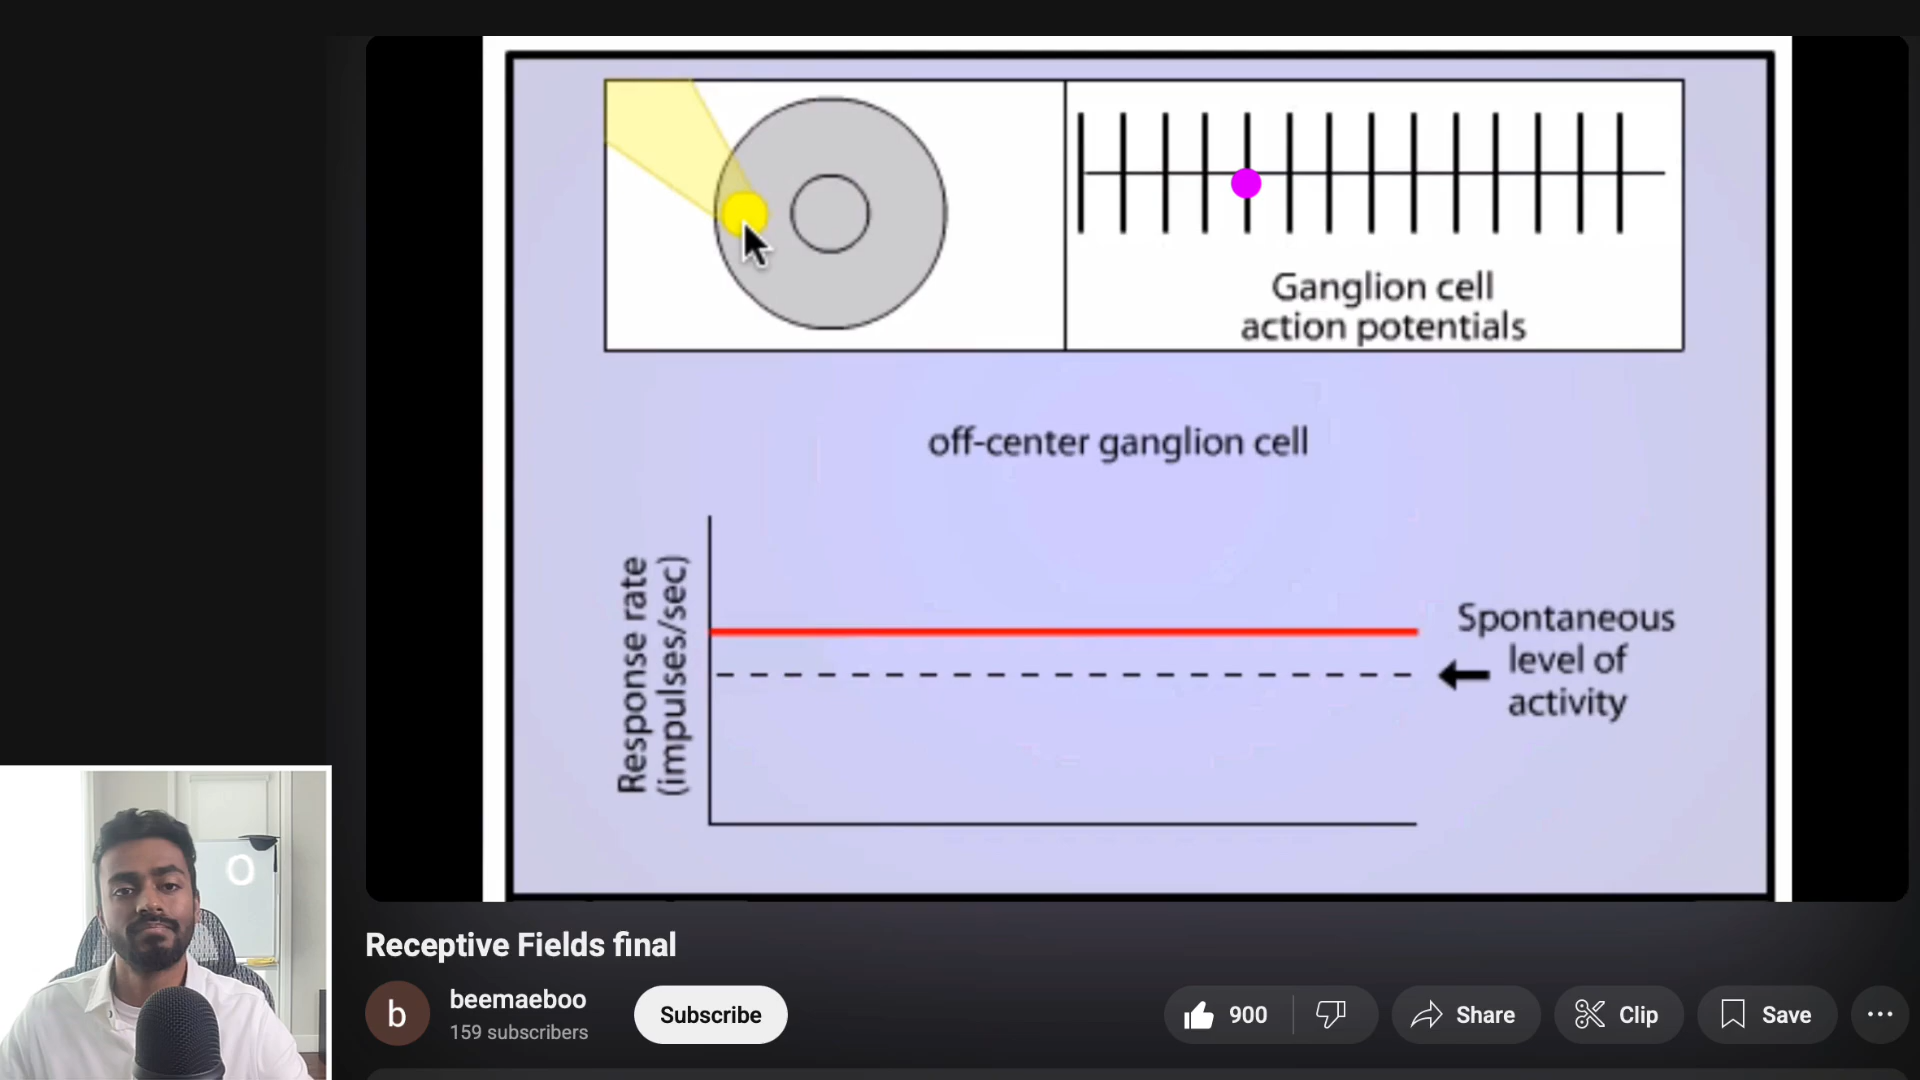 Ganglion cell
action potentials
off-center ganglion cell
Response rate
(impulses/sec)
Spontaneous
level of
activity
Receptive Fields final
b
beemaeboo
159 subscribers
Subscribe
900
Share
Clip
Save